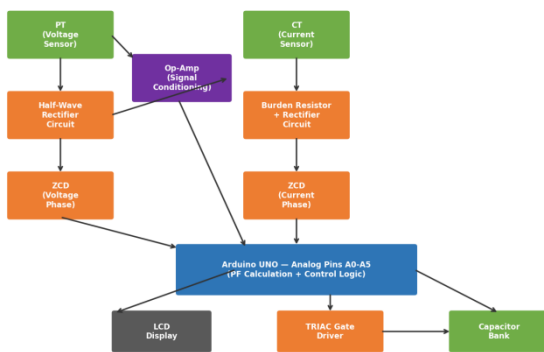 PT
(Voltage
Sensor)
CT
(Current
Sensor)
Op-Amp
(Signal
Conditioning)
Half-Wave
Rectifier
Circuit
Burden Resistor
+ Rectifier
Circuit
ZCD
(Voltage
Phase)
ZCD
(Current
Phase)
Arduino UNO — Analog Pins A0-A5
(PF Calculation + Control Logic)
LCD
Display
TRIAC Gate
Driver
Capacitor
Bank